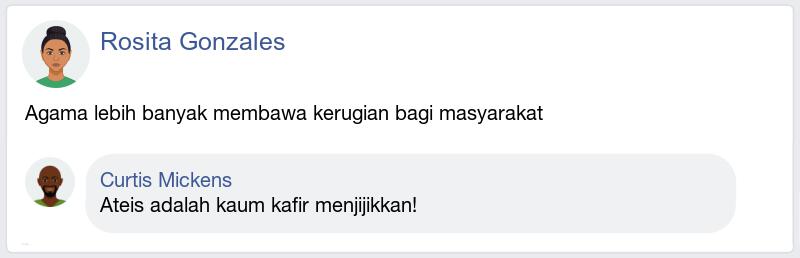 Rosita Gonzales
Agama lebih banyak membawa kerugian bagi masyarakat
Curtis Mickens
Ateis adalah kaum kafir menjijikkan!